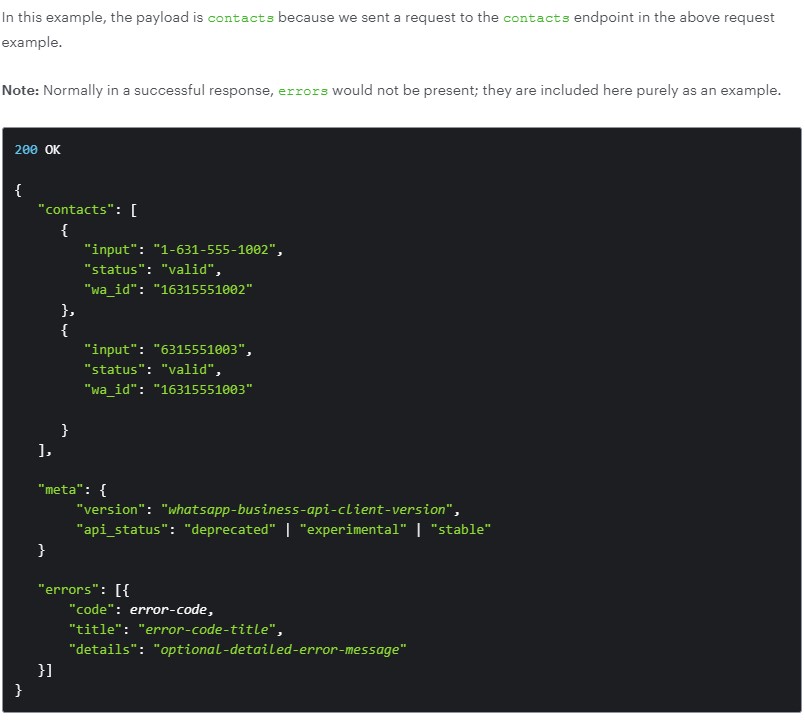 In this example, the payload is contacts because we sent a request to the contacts endpoint in the above request
example.
Note: Normally in a successful response, errors would not be present; they are included here purely as an example.
200 OK
{
"contacts": [
{
"input": "1-631-555-1002",
"status": "valid",
"wa_id": "16315551002"
},
{
"input": "6315551003",
"status": "valid",
"wa_id": "16315551003"
}
],
"meta": {
"version": "whatsapp-business-api-client-version",
"api_status": "deprecated" | "experimental" | "stable"
}
"errors": [{
"code": error-code,
"title": "error-code-title",
"details": "optional-detailed-error-message"
}]
}